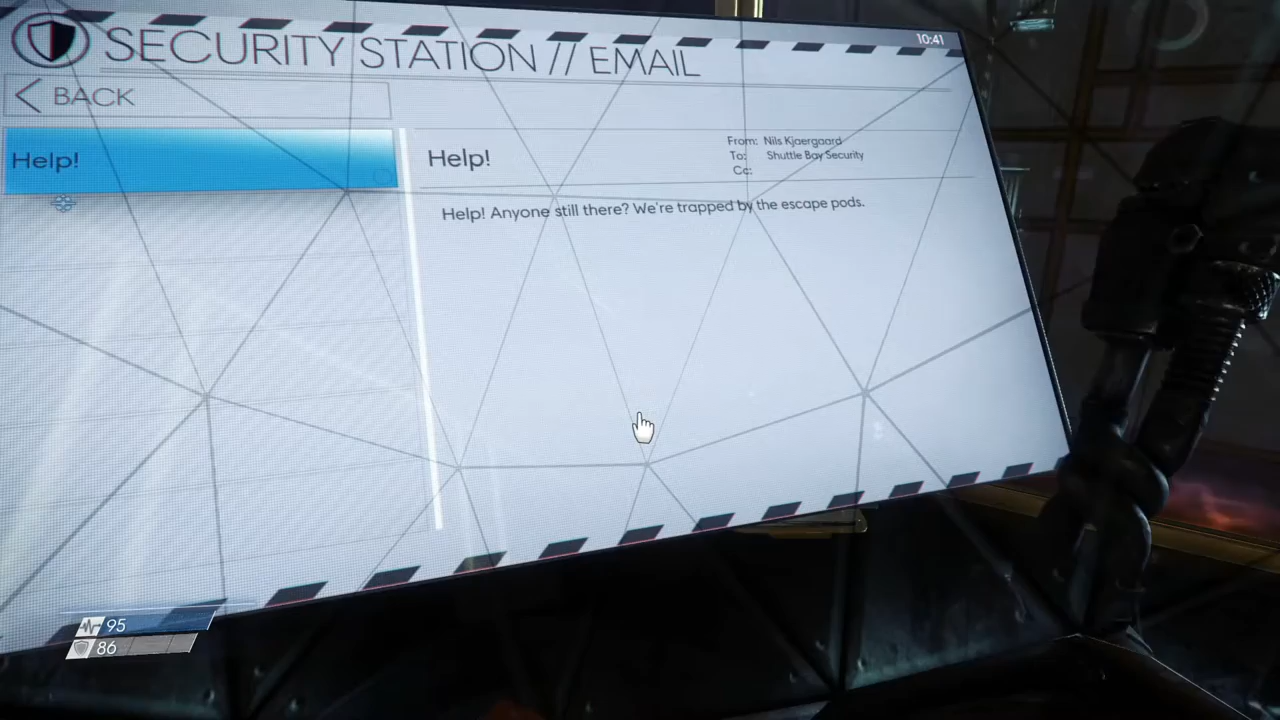 SECURITY STATION // EMAIL
10:41
BACK
Help!
Help!
From: Nils Kjaergaard
To: Shuttle Bay Security
Cc:
Help! Anyone still there? We're trapped by the escape pods.
95
86